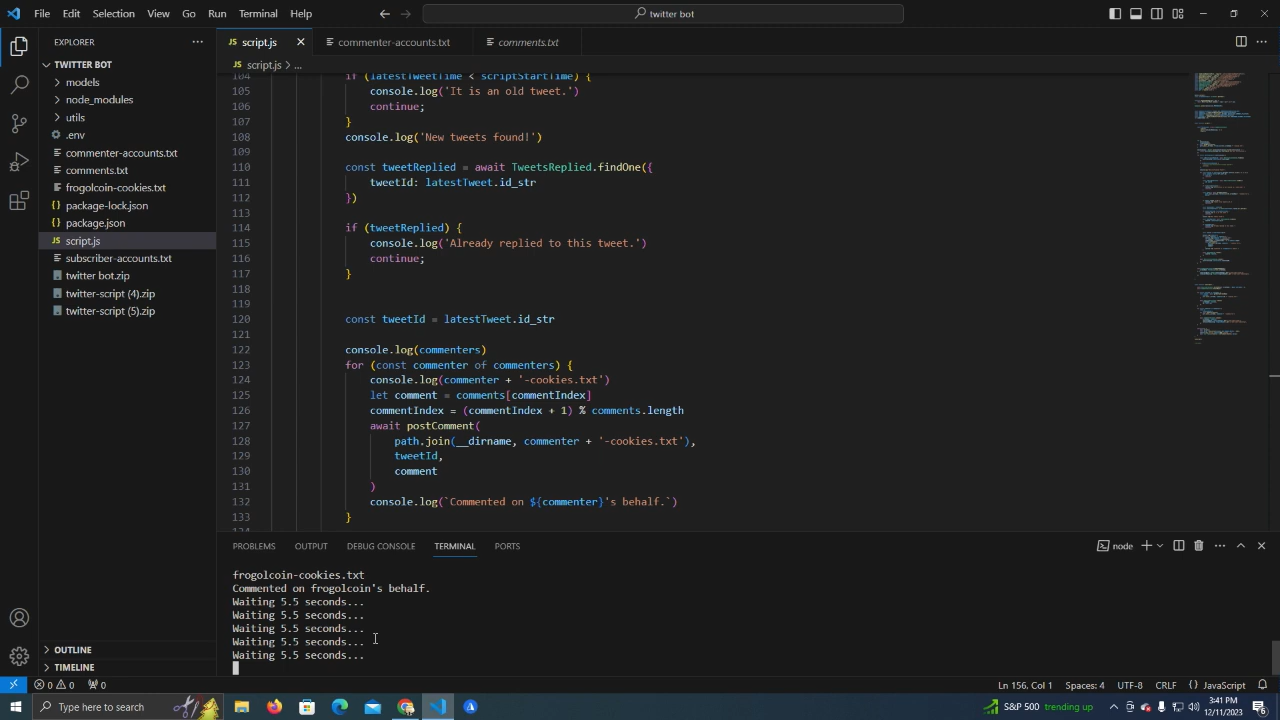 File Edit Selection View Go Run Terminal Help
twitter bot
EXPLORER
script.js
commenter-accounts.txt
comments.txt
TWITTER BOT
script.js > ...
models
node_modules
utils
.env
commenter-accounts.txt
comments.txt
frogolcoin-cookies.txt
package-lock.json
package.json
script.js
subscriber-accounts.txt
twitter bot.zip
twitter-script (4).zip
twitter-script (5).zip
OUTLINE
TIMELINE
104 if (latestTweetTime < scriptStartTime) {
105 console.log('It is an old tweet.')
106 continue;
107 }
108 console.log('New tweets found!')
109
110 const tweetReplied = await TweetsReplied.findOne({
111 tweetId: latestTweet.id_str
112 })
113
114 if (tweetReplied) {
115 console.log('Already replied to this tweet.')
116 continue;
117 }
118
119
120 const tweetId = latestTweet.id_str
121
122 console.log(commenters)
123 for (const commenter of commenters) {
124 console.log(commenter + '-cookies.txt')
125 let comment = comments[commentIndex]
126 commentIndex = (commentIndex + 1) % comments.length
127 await postComment(
128 path.join(__dirname, commenter + '-cookies.txt'),
129 tweetId,
130 comment
131 )
132 console.log(`Commented on ${commenter}'s behalf.`)
133 }
134
PROBLEMS OUTPUT DEBUG CONSOLE TERMINAL PORTS
node
frogolcoin-cookies.txt
Commented on frogolcoin's behalf.
Waiting 5.5 seconds...
Waiting 5.5 seconds...
Waiting 5.5 seconds...
Waiting 5.5 seconds...
Waiting 5.5 seconds...
0 0 0
Ln 156, Col 1 Spaces: 4 UTF-8 CRLF {} JavaScript
Type here to search
S&P 500 trending up
3:41 PM
12/11/2023
6